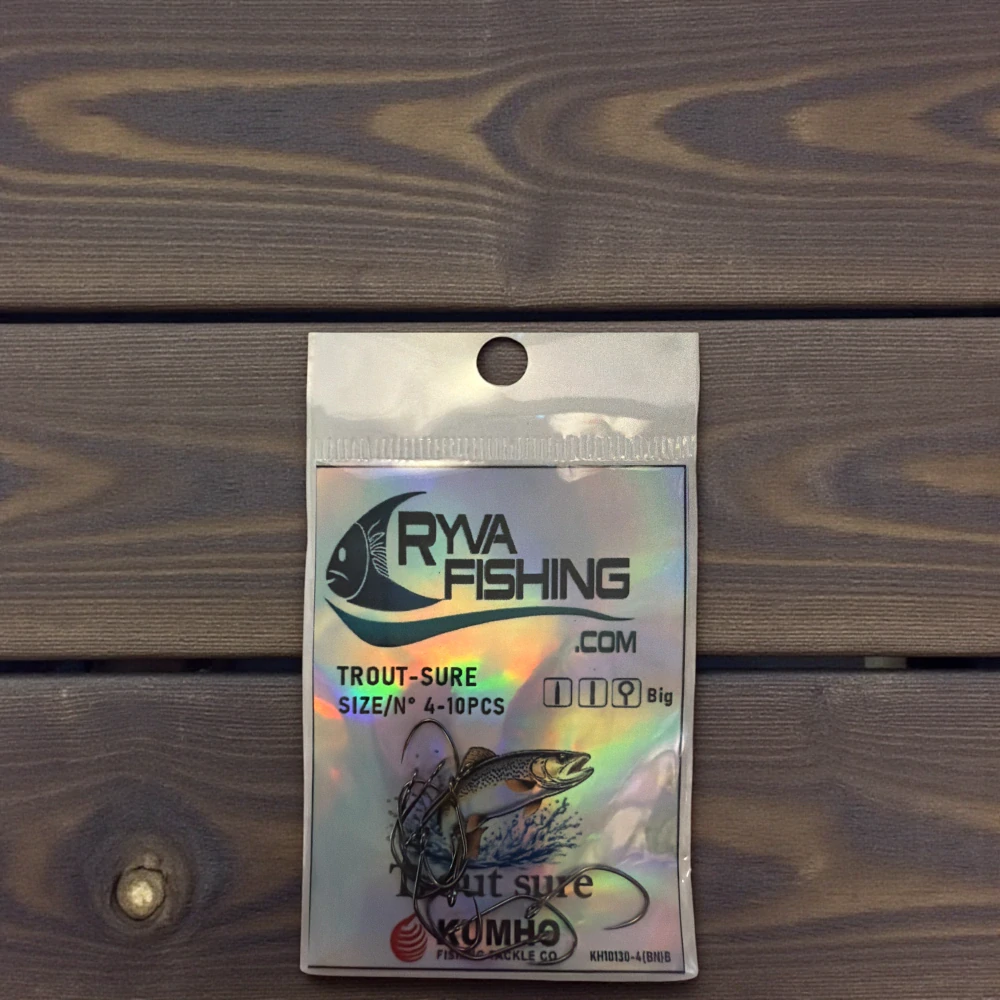 RYVA
FISHING
.COM
TROUT-SURE
SIZE/N° 4-10PCS
Big
Trout sure
KUMHO
FISHING TACKLE CO
KH10130-4(BN)B